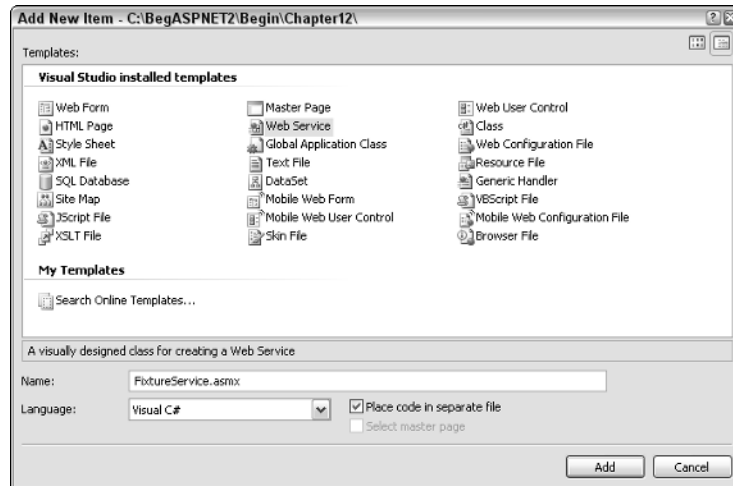 Add New Item - C:\BegASPNET2\Begin\Chapter12\
Templates:
Visual Studio installed templates
Web Form
Master Page
Web User Control
HTML Page
Web Service
Class
Style Sheet
Global Application Class
Web Configuration File
XML File
Text File
Resource File
SQL Database
DataSet
Generic Handler
Site Map
Mobile Web Form
VBScript File
JScript File
Mobile Web User Control
Mobile Web Configuration File
XSLT File
Skin File
Browser File
My Templates
Search Online Templates...
A visually designed class for creating a Web Service
Name:
FixtureService.asmx
Language:
Visual C#
Place code in separate file
Select master page
Add
Cancel